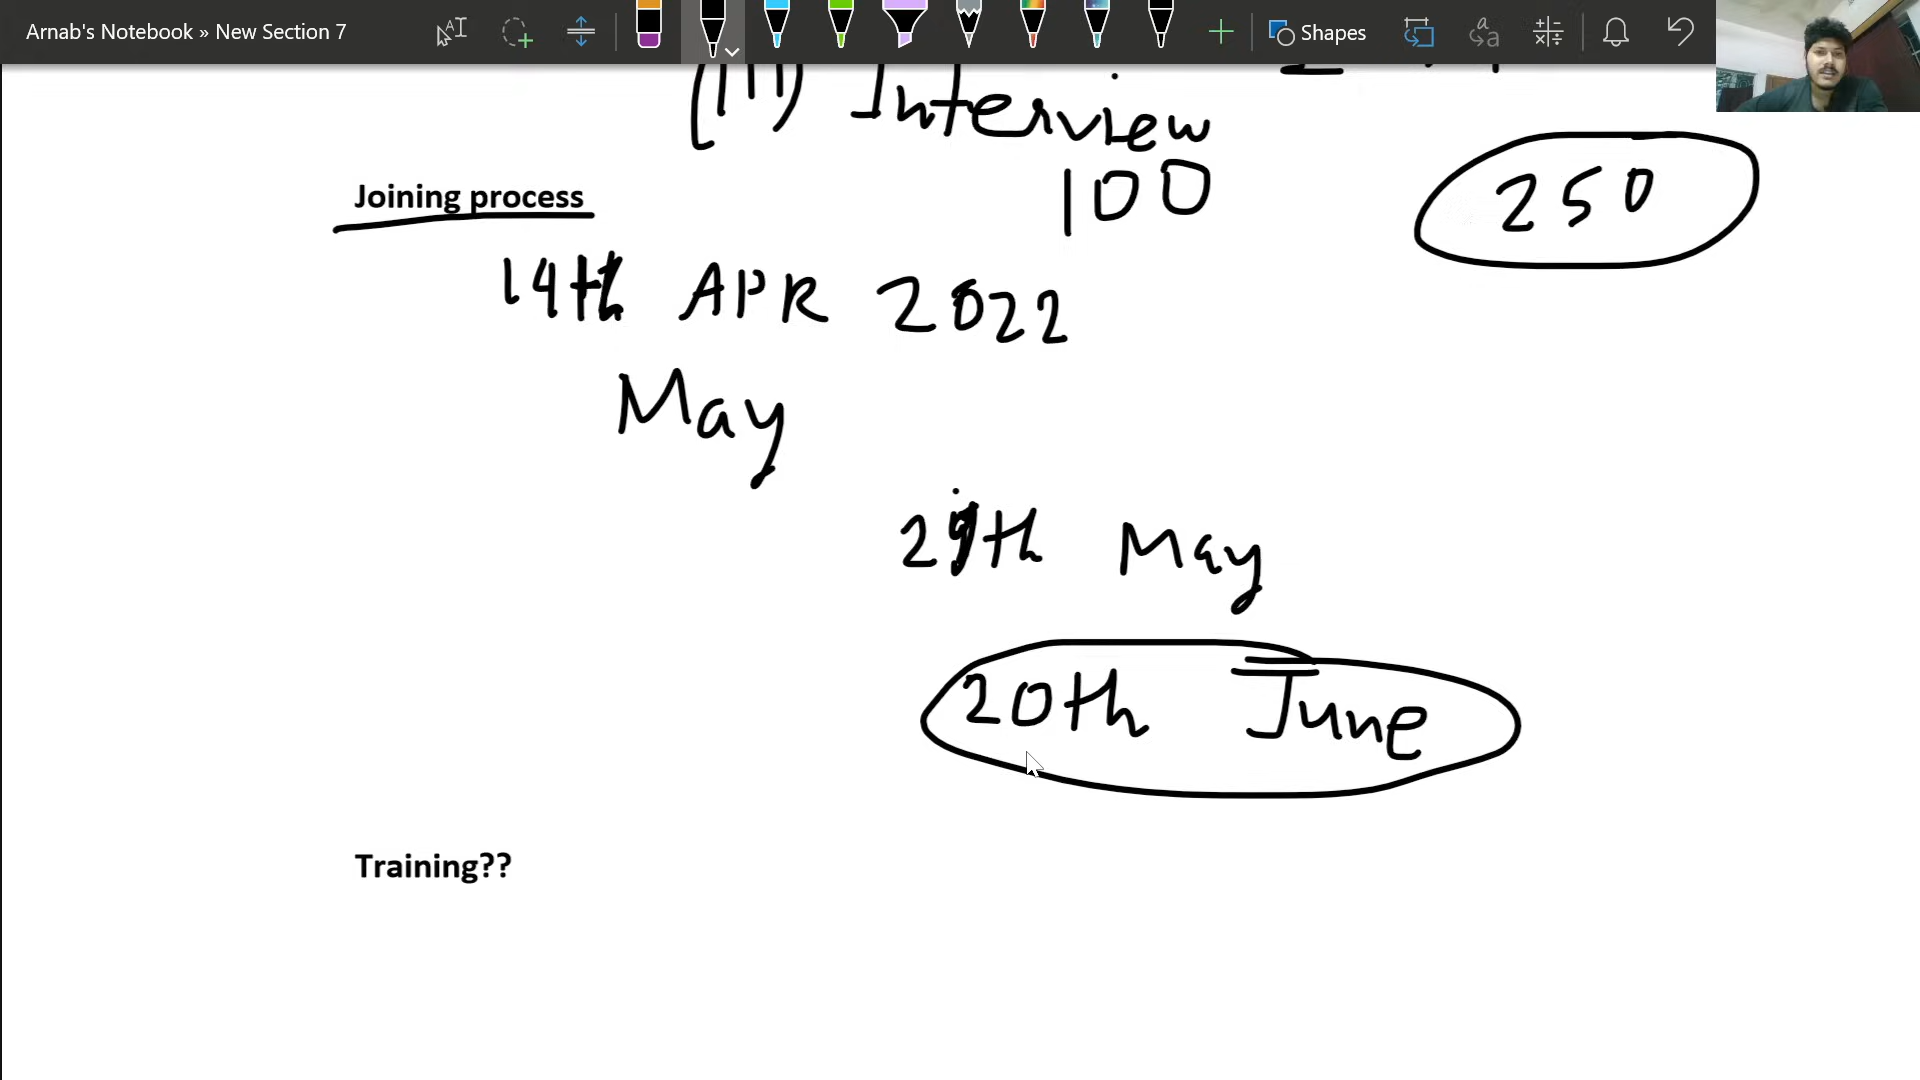 Arnab's Notebook » New Section 7
Shapes
(III) Interview
100
250
Joining process
14th APR 2022
May
29th May
20th June
Training??